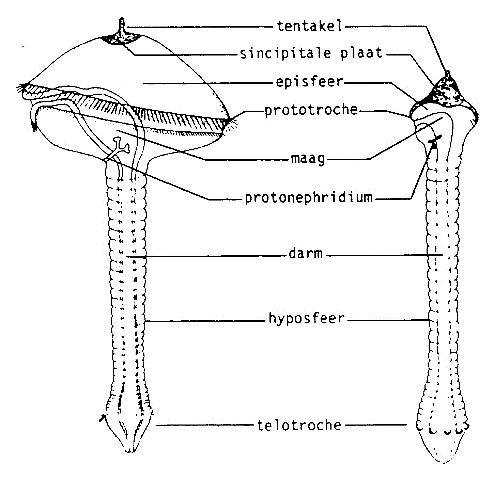 tentakel
sincipitale plaat
episfeer
prototroche
maag
protonephridium
darm
hyposfeer
telotroche